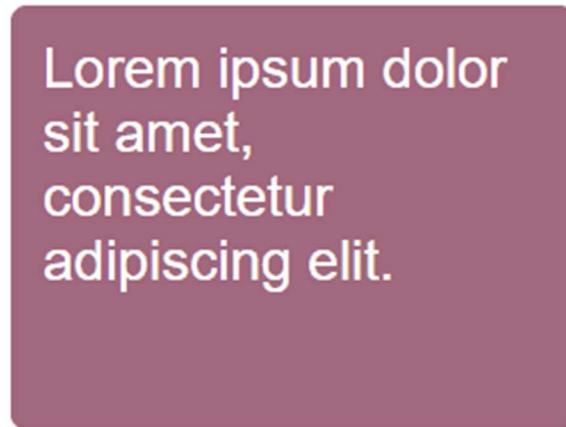 Lorem ipsum dolor
sit amet,
consectetur
adipiscing elit.